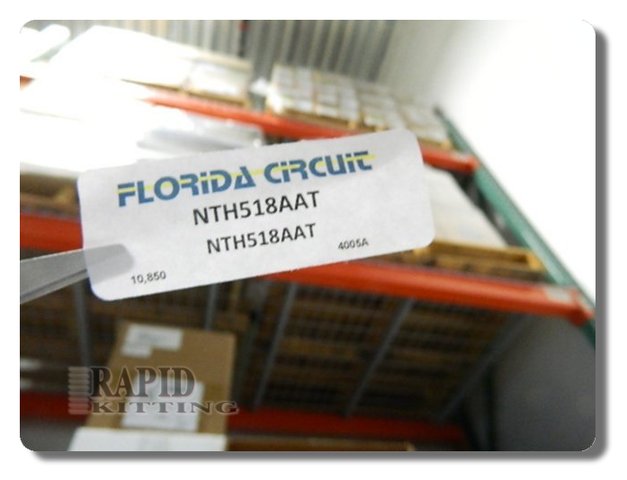 FLORIDA CIRCUIT
NTH518AAT
NTH518AAT
10,850
4005A
RAPID
KITTING